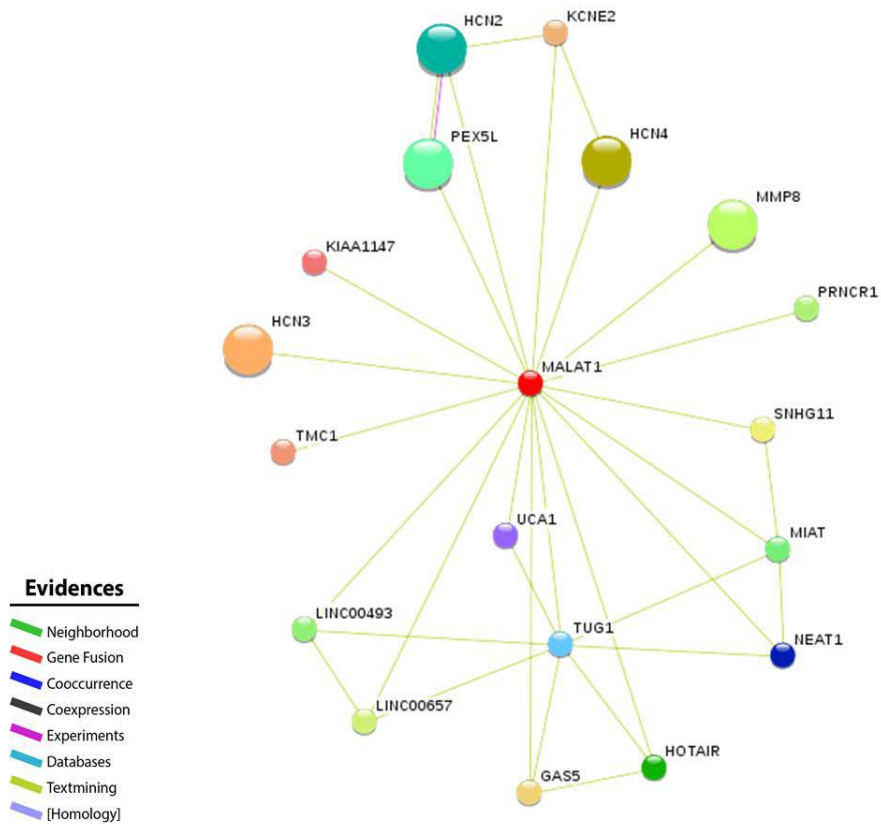 HCN2
KCNE2
PEX5L
HCN4
MMP8
KIAA1147
PRNCR1
HCN3
MALAT1
SNHG11
TMC1
UCA1
MIAT
LINC00493
TUG1
NEAT1
LINC00657
HOTAIR
GAS5
Evidences
Neighborhood
Gene Fusion
Cooccurrence
Coexpression
Experiments
Databases
Textmining
[Homology]